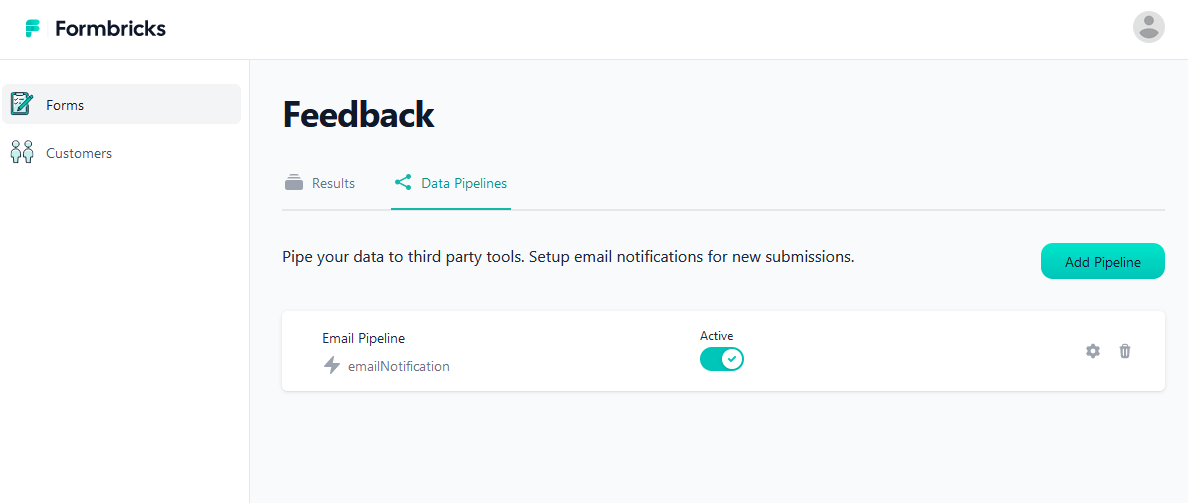 Formbricks
Forms
Customers
Feedback
Results
Data Pipelines
Pipe your data to third party tools. Setup email notifications for new submissions.
Add Pipeline
Email Pipeline
emailNotification
Active